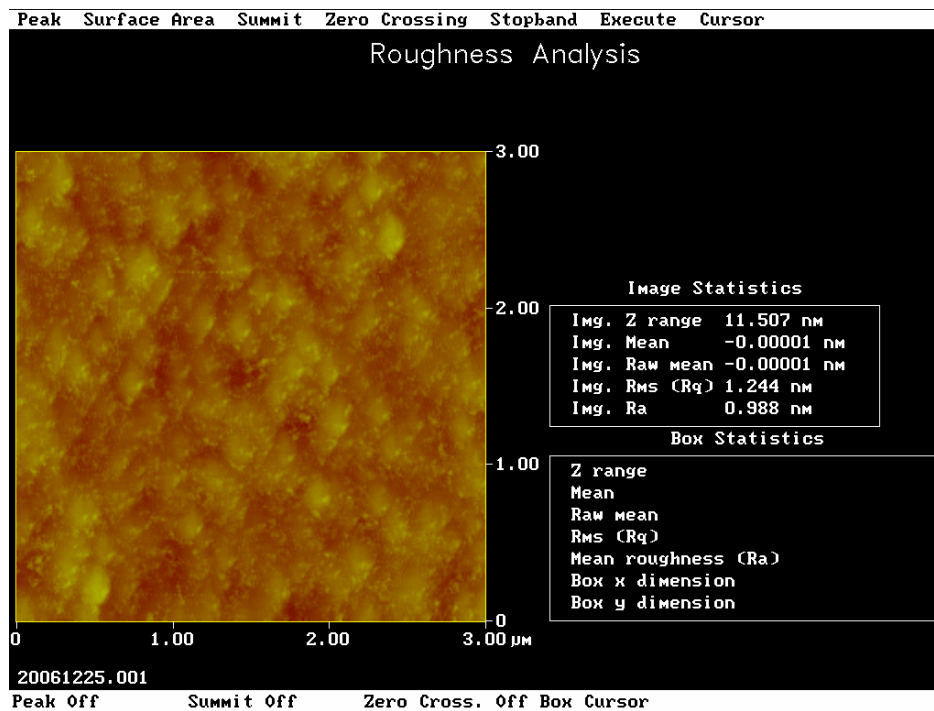 Peak Surface Area Summit Zero Crossing Stopband Execute Cursor
Roughness Analysis
3.00
2.00
1.00
0
0 1.00 2.00 3.00 µM
Image Statistics
Img. Z range 11.507 nm
Img. Mean -0.00001 nm
Img. Raw mean -0.00001 nm
Img. Rms (Rq) 1.244 nm
Img. Ra 0.988 nm
Box Statistics
Z range
Mean
Raw mean
Rms (Rq)
Mean roughness (Ra)
Box x dimension
Box y dimension
20061225.001
Peak Off Summit Off Zero Cross. Off Box Cursor